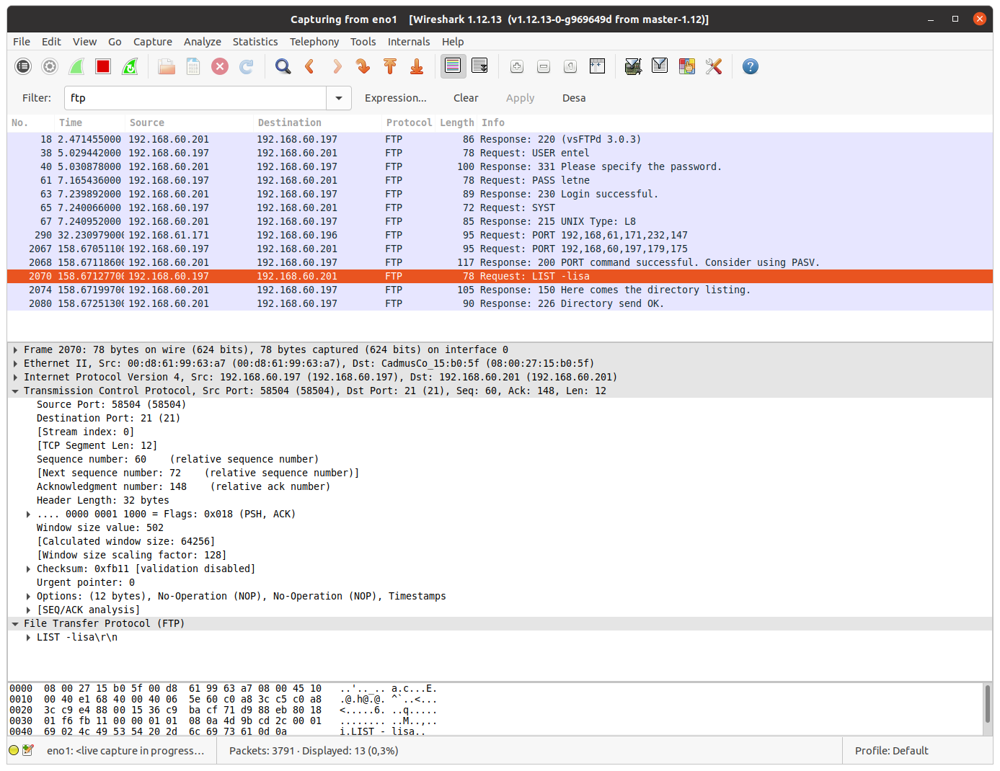 Capturing from eno1    [Wireshark 1.12.13  (v1.12.13-0-g969649d from master-1.12)]
File Edit View Go Capture Analyze Statistics Telephony Tools Internals Help
Filter: ftp Expression... Clear Apply Desa
No. Time Source Destination Protocol Length Info
18 2.471455000 192.168.60.201 192.168.60.197 FTP 86 Response: 220 (vsFTPd 3.0.3)
38 5.029442000 192.168.60.197 192.168.60.201 FTP 78 Request: USER entel
40 5.030878000 192.168.60.201 192.168.60.197 FTP 100 Response: 331 Please specify the password.
61 7.165436000 192.168.60.197 192.168.60.201 FTP 78 Request: PASS letne
63 7.239892000 192.168.60.201 192.168.60.197 FTP 89 Response: 230 Login successful.
65 7.240066000 192.168.60.197 192.168.60.201 FTP 72 Request: SYST
67 7.240952000 192.168.60.201 192.168.60.197 FTP 85 Response: 215 UNIX Type: L8
290 32.230979000 192.168.61.171 192.168.60.196 FTP 95 Request: PORT 192,168,61,171,232,147
2067 158.67051100 192.168.60.197 192.168.60.201 FTP 95 Request: PORT 192,168,60,197,179,175
2068 158.67118600 192.168.60.201 192.168.60.197 FTP 117 Response: 200 PORT command successful. Consider using PASV.
2070 158.67127700 192.168.60.197 192.168.60.201 FTP 78 Request: LIST -lisa
2074 158.67199700 192.168.60.201 192.168.60.197 FTP 105 Response: 150 Here comes the directory listing.
2080 158.67251300 192.168.60.201 192.168.60.197 FTP 90 Response: 226 Directory send OK.
Frame 2070: 78 bytes on wire (624 bits), 78 bytes captured (624 bits) on interface 0
Ethernet II, Src: 00:d8:61:99:63:a7 (00:d8:61:99:63:a7), Dst: CadmusCo_15:b0:5f (08:00:27:15:b0:5f)
Internet Protocol Version 4, Src: 192.168.60.197 (192.168.60.197), Dst: 192.168.60.201 (192.168.60.201)
Transmission Control Protocol, Src Port: 58504 (58504), Dst Port: 21 (21), Seq: 60, Ack: 148, Len: 12
Source Port: 58504 (58504)
Destination Port: 21 (21)
[Stream index: 0]
[TCP Segment Len: 12]
Sequence number: 60    (relative sequence number)
[Next sequence number: 72    (relative sequence number)]
Acknowledgment number: 148    (relative ack number)
Header Length: 32 bytes
.... 0000 0001 1000 = Flags: 0x018 (PSH, ACK)
Window size value: 502
[Calculated window size: 64256]
[Window size scaling factor: 128]
Checksum: 0xfb11 [validation disabled]
Urgent pointer: 0
Options: (12 bytes), No-Operation (NOP), No-Operation (NOP), Timestamps
[SEQ/ACK analysis]
File Transfer Protocol (FTP)
LIST -lisa\r\n
0000  08 00 27 15 b0 5f 00 d8  61 99 63 a7 08 00 45 10   ..'.._.. a.c...E.
0010  00 40 e1 68 40 00 40 06  5e 60 c0 a8 3c c5 c0 a8   .@.h@.@. ^`..<...
0020  3c c9 e4 88 00 15 36 c9  ba cf 71 d9 88 eb 80 18   <.....6. ..q.....
0030  01 f6 fb 11 00 00 01 01  08 0a 4d 9b cd 2c 00 01   ........ ..M..,..
0040  69 02 4c 49 53 54 20 2d  6c 69 73 61 0d 0a         i.LIST - lisa..
eno1: <live capture in progress... Packets: 3791 · Displayed: 13 (0,3%) Profile: Default